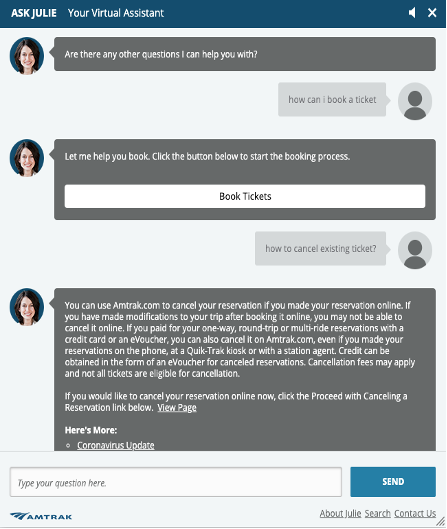 ASK JULIE Your Virtual Assistant
Are there any other questions I can help you with?
how can i book a ticket
Let me help you book. Click the button below to start the booking process.
Book Tickets
how to cancel existing ticket?
You can use Amtrak.com to cancel your reservation if you made your reservation online. If
you have made modifications to your trip after booking it online, you may not be able to
cancel it online. If you paid for your one-way, round-trip or multi-ride reservations with a
credit card or an eVoucher, you can also cancel it on Amtrak.com, even if you made your
reservations on the phone, at a Quik-Trak kiosk or with a station agent. Credit can be
obtained in the form of an eVoucher for canceled reservations. Cancellation fees may apply
and not all tickets are eligible for cancellation.
If you would like to cancel your reservation online now, click the Proceed with Canceling a
Reservation link below. View Page
Here's More:
Coronavirus Update
Type your question here.
SEND
AMTRAK
About Julie Search Contact Us